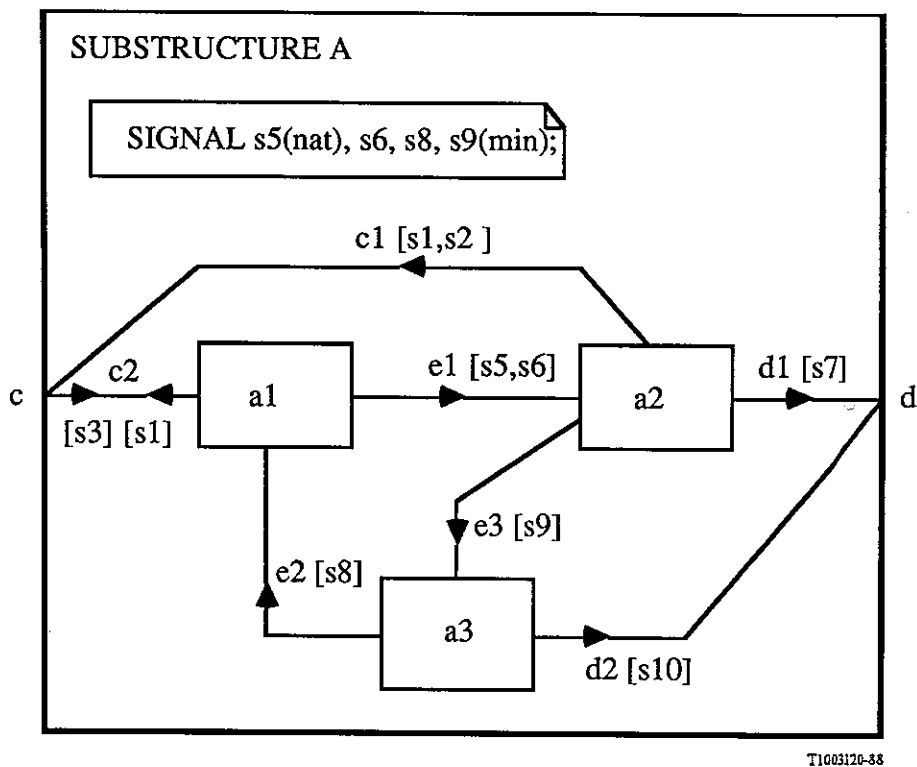 SUBSTRUCTURE A
SIGNAL s5(nat), s6, s8, s9(min);
c1 [s1,s2 ]
c
c2
[s3] [s1]
a1
e1 [s5,s6]
a2
d1 [s7]
d
e3 [s9]
e2 [s8]
a3
d2 [s10]
T1003120-88